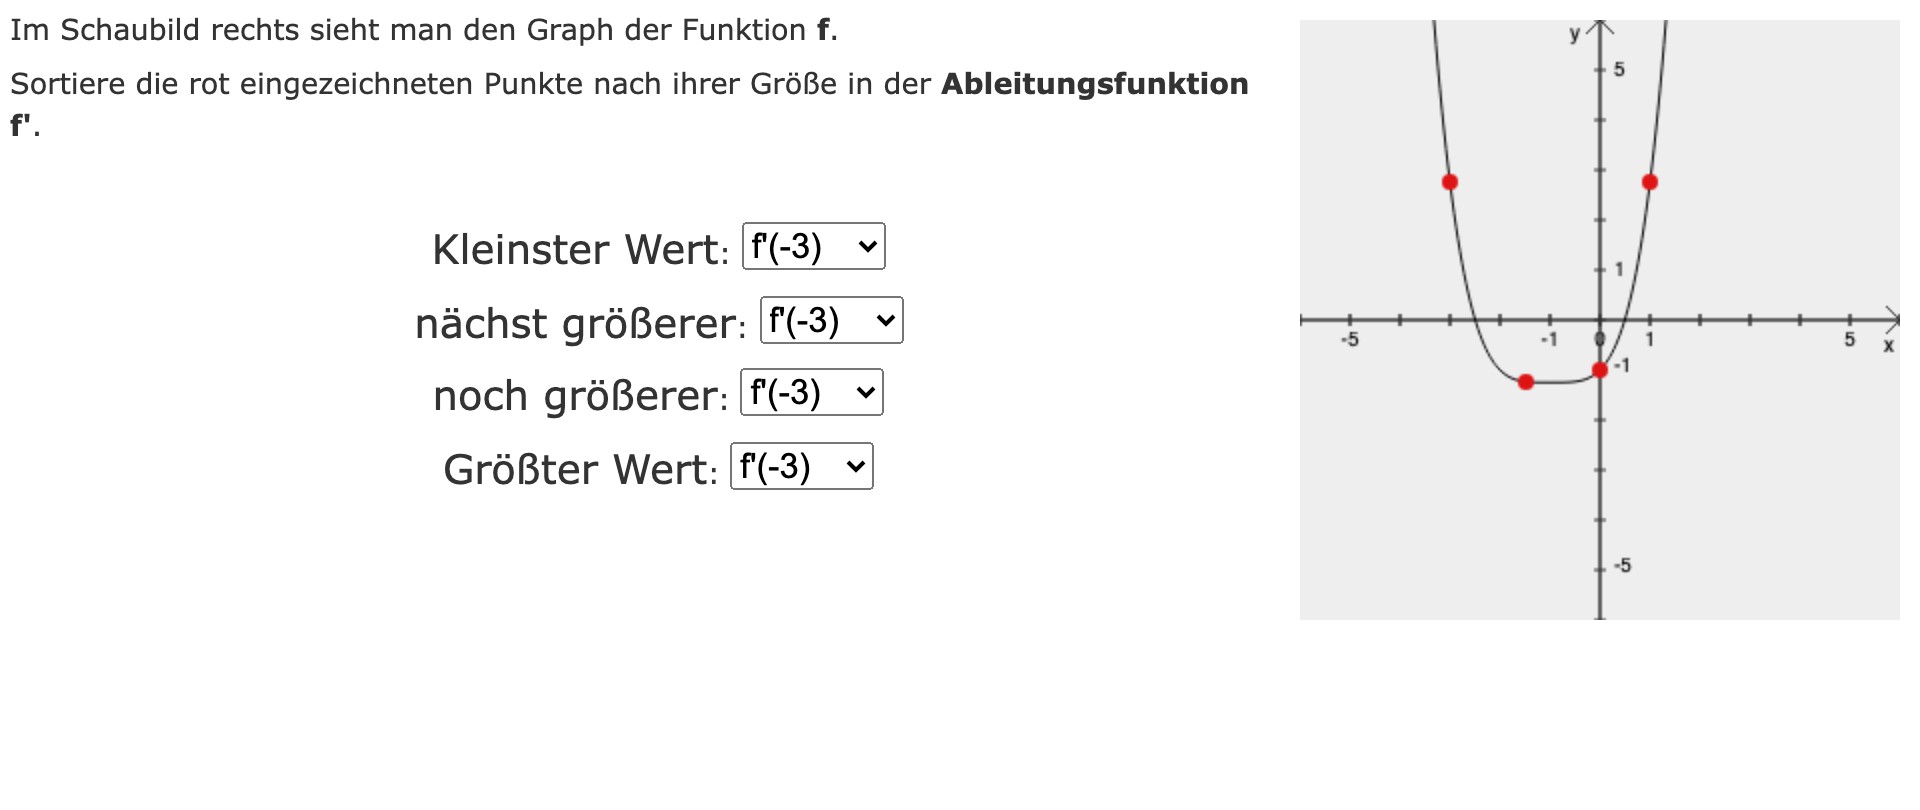 Im Schaubild rechts sieht man den Graph der Funktion f.
Sortiere die rot eingezeichneten Punkte nach ihrer Größe in der Ableitungsfunktion
f'.
Kleinster Wert: f'(-3)
nächst größerer: f'(-3)
noch größerer: f'(-3)
Größter Wert: f'(-3)
y
5
1
-5 -1 0 1 5 x
-1
-5